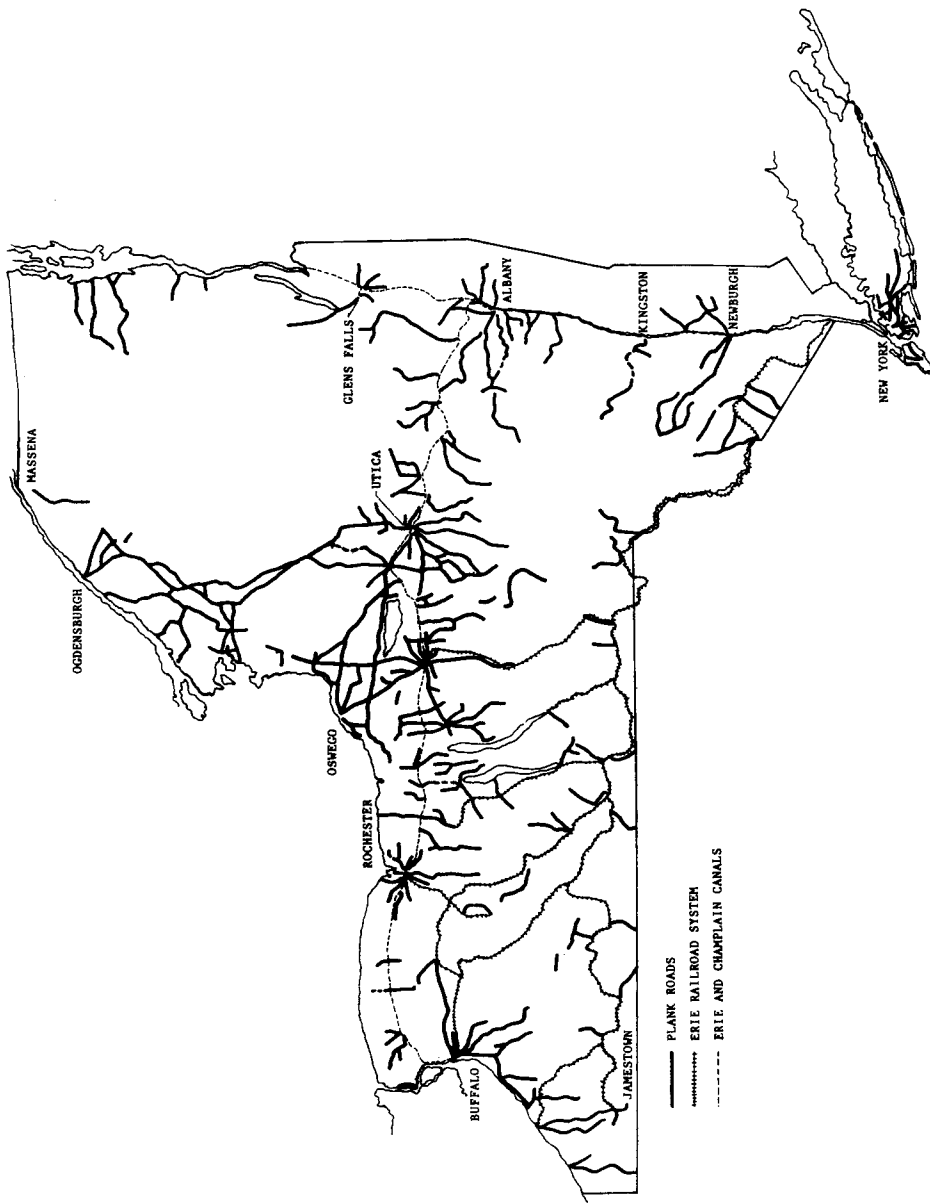 MASSENA
OGDENSBURGH
GLENS FALLS
UTICA
ALBANY
OSWEGO
ROCHESTER
KINGSTON
NEWBURGH
BUFFALO
NEW YORK
JAMESTOWN
PLANK ROADS
ERIE RAILROAD SYSTEM
ERIE AND CHAMPLAIN CANALS